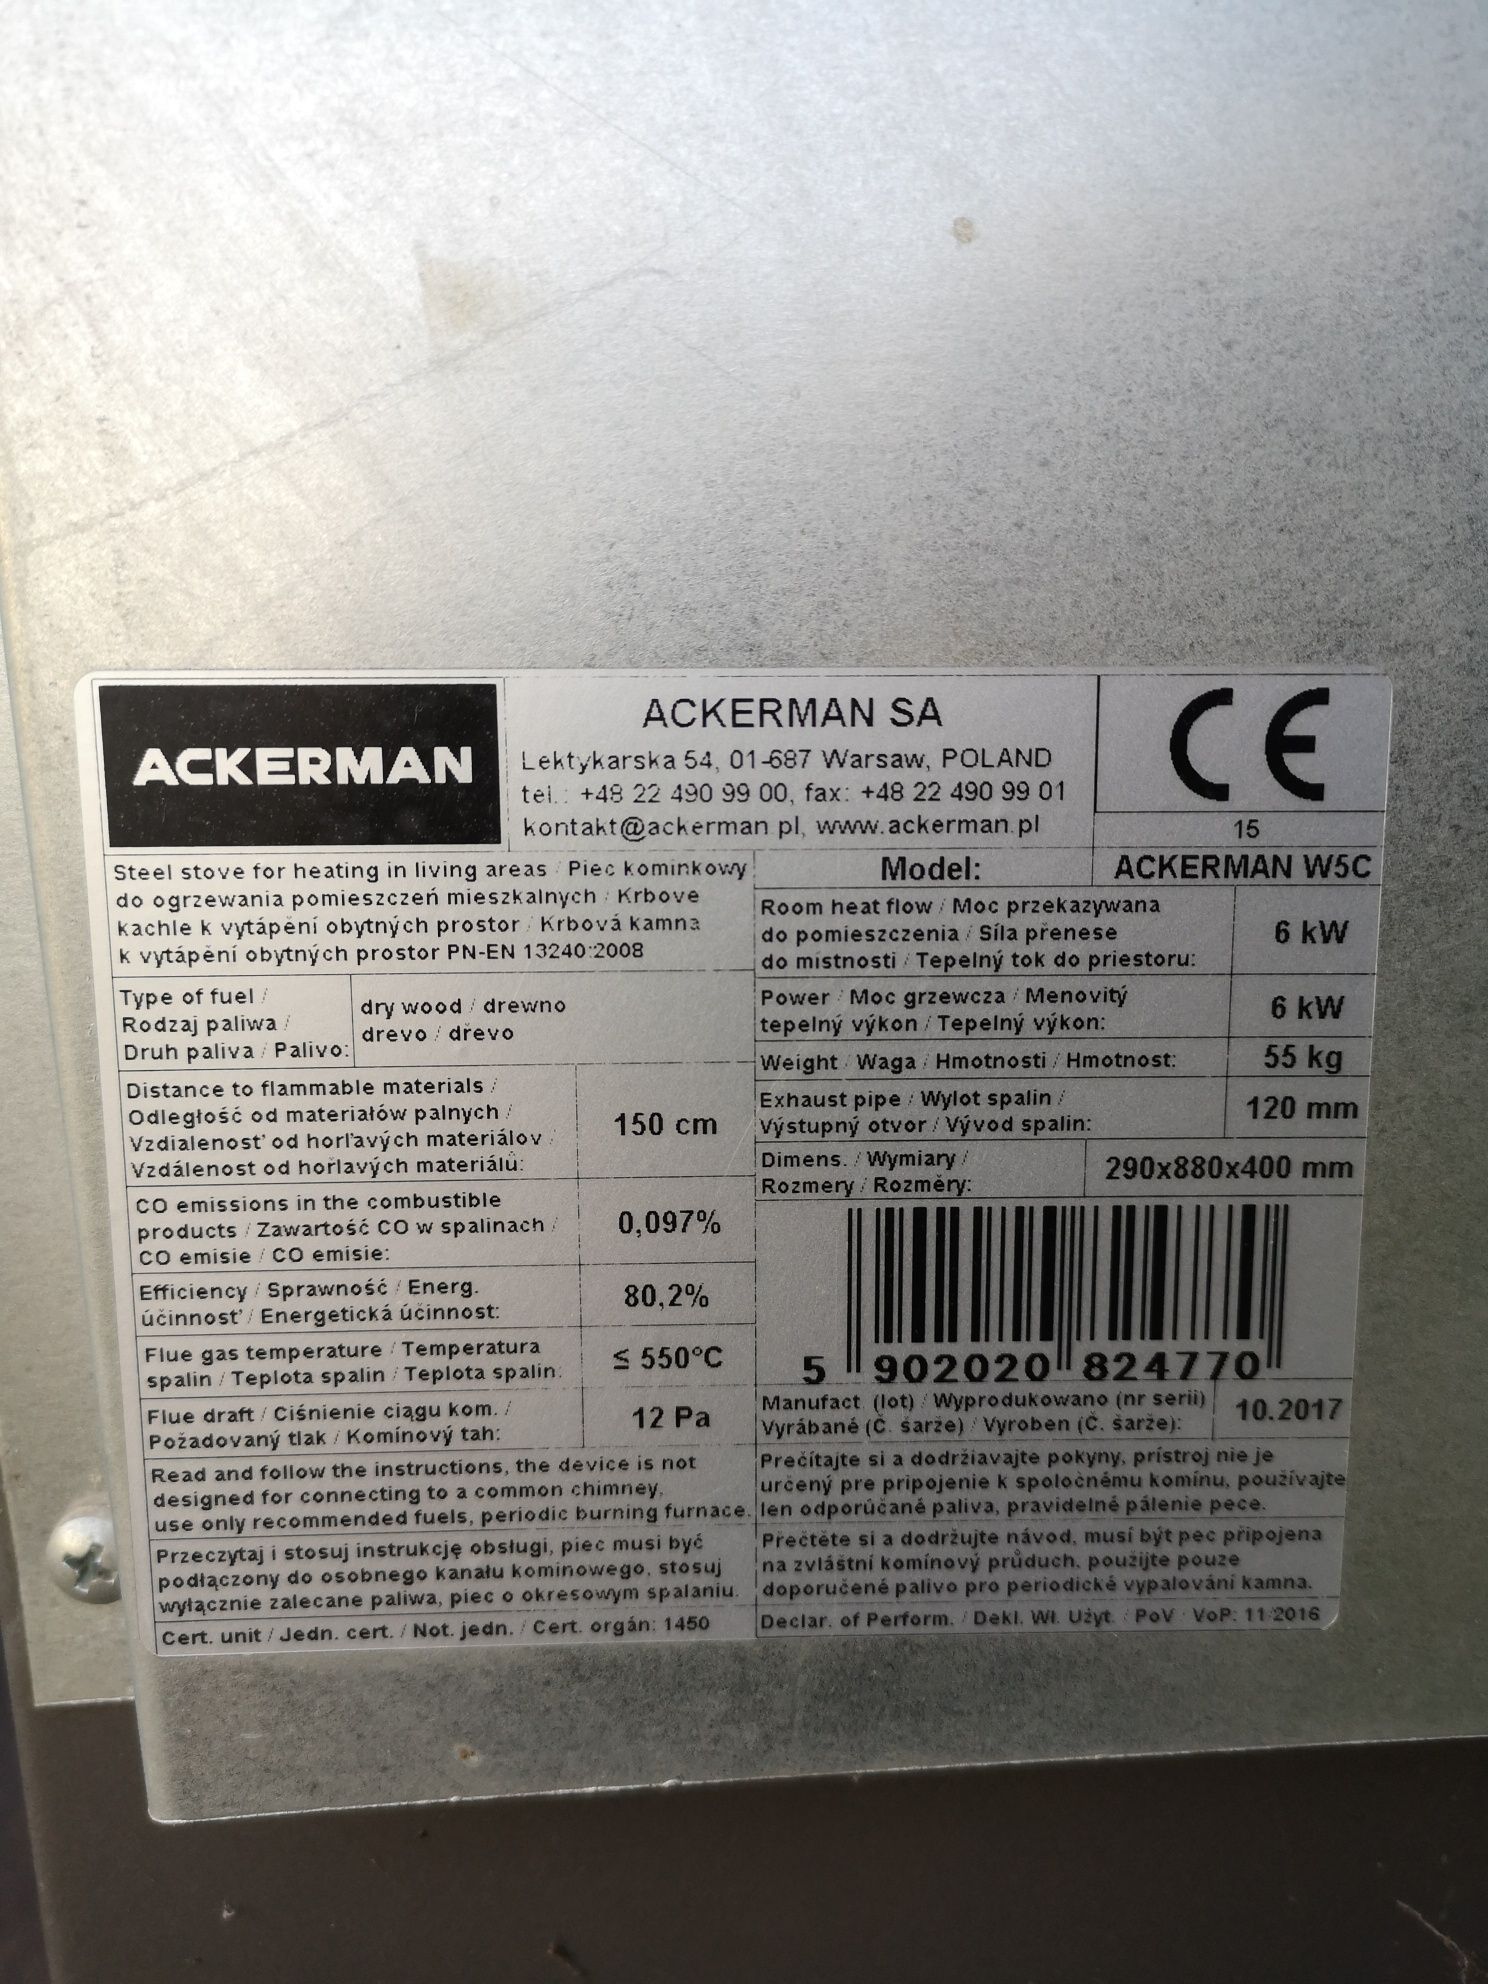 ACKERMAN
ACKERMAN SA
Lektykarska 54, 01-687 Warsaw, POLAND
tel.: +48 22 490 99 00, fax: +48 22 490 99 01
kontakt@ackerman.pl, www.ackerman.pl
CE
15
Steel stove for heating in living areas / Piec kominkowy
do ogrzewania pomieszczeń mieszkalnych / Krbove
kachle k vytápění obytných prostor / Krbová kamna
k vytápění obytných prostor PN-EN 13240:2008
Type of fuel /
Rodzaj paliwa /
Druh paliva / Palivo:
dry wood / drewno
drevo / dřevo
Distance to flammable materials /
Odległość od materiałów palnych /
Vzdialenosť od horľavých materiálov /
Vzdálenost od hořlavých materiálů:
150 cm
CO emissions in the combustible
products / Zawartość CO w spalinach /
CO emisie / CO emisie:
0,097%
Efficiency / Sprawność / Energ.
účinnosť / Energetická účinnost:
80,2%
Flue gas temperature / Temperatura
spalin / Teplota spalin / Teplota spalin:
≤ 550°C
Flue draft / Ciśnienie ciągu kom. /
Požadovaný tlak / Komínový tah:
12 Pa
Read and follow the instructions, the device is not
designed for connecting to a common chimney,
use only recommended fuels, periodic burning furnace.
Przeczytaj i stosuj instrukcję obsługi, piec musi być
podłączony do osobnego kanału kominowego, stosuj
wyłącznie zalecane paliwa, piec o okresowym spalaniu.
Cert. unit / Jedn. cert. / Not. jedn. / Cert. orgán: 1450
Model:
ACKERMAN W5C
Room heat flow / Moc przekazywana
do pomieszczenia / Síla přenese
do mistnosti / Tepelný tok do priestoru:
6 kW
Power / Moc grzewcza / Menovitý
tepelný výkon / Tepelný výkon:
6 kW
Weight / Waga / Hmotnosti / Hmotnost:
55 kg
Exhaust pipe / Wylot spalin /
Výstupný otvor / Vývod spalin:
120 mm
Dimens. / Wymiary /
Rozmery / Rozměry:
290x880x400 mm
5 902020 824770
Manufact. (lot) / Wyprodukowano (nr serii)
Vyrábané (Č. šarže) / Vyroben (Č. šarže):
10.2017
Prečítajte si a dodržiavajte pokyny, prístroj nie je
určený pre pripojenie k spoločnému komínu, používajte
len odporúčané paliva, pravidelné pálenie pece.
Přečtěte si a dodržujte návod, musí být pec připojena
na zvláštní komínový průduch, použijte pouze
doporučené palivo pro periodické vypalování kamna.
Declar. of Perform. / Dekl. Wł. Użyt. / PoV / VoP: 11/2016